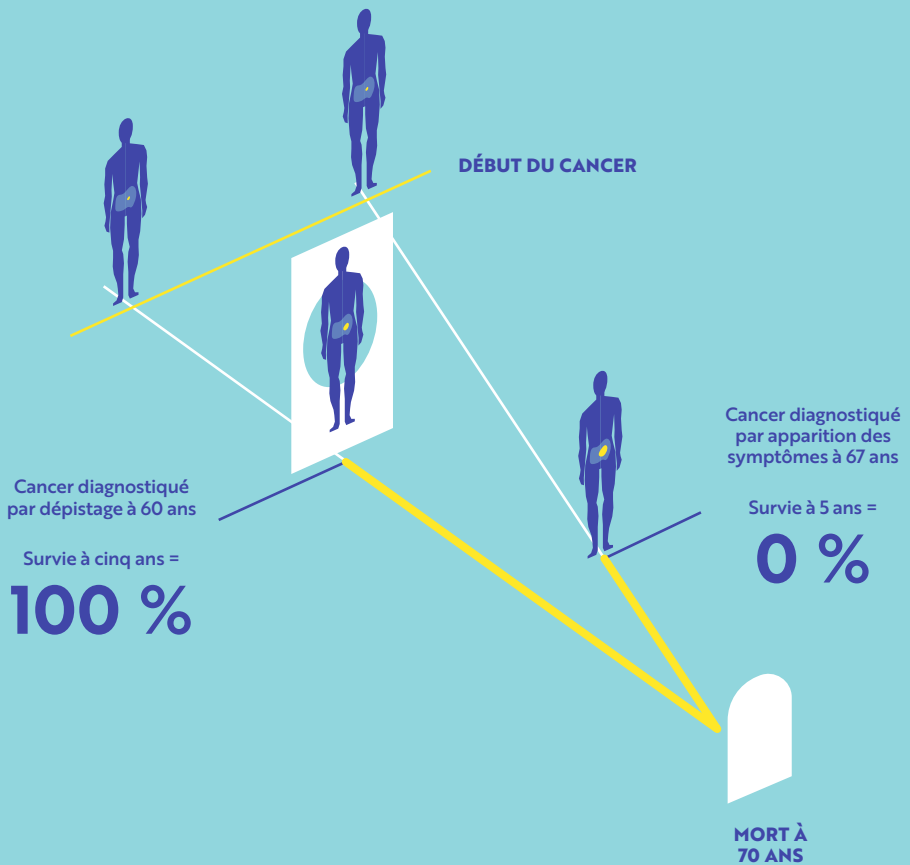 DÉBUT DU CANCER
Cancer diagnostiqué
par dépistage à 60 ans
Survie à cinq ans =
100 %
Cancer diagnostiqué
par apparition des
symptômes à 67 ans
Survie à 5 ans =
0 %
MORT À
70 ANS